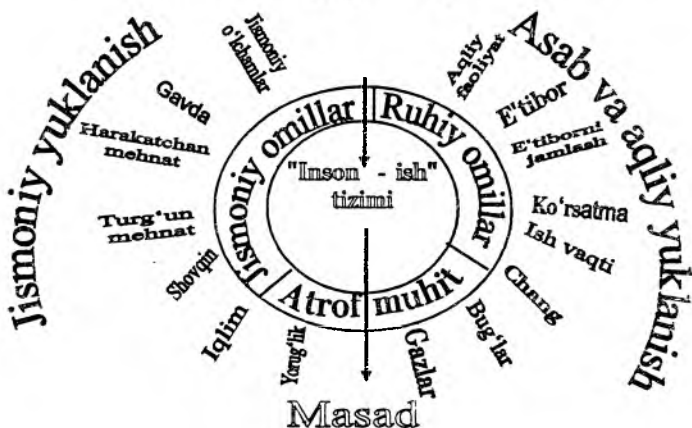 Jismoniy yuklanish
Jismoniy
o'lchamlar
Gavda
Harakatchan
mehnat
Turg'un
mehnat
Shovqin
Iqlim
Yorug'lik
Gazlar
Bug'lar
Chang
Ish vaqti
Ko'rsatma
E'tiborni
jamlash
E'tibor
Aqliy
faoliyat
Asab va aqliy yuklanish
Jismoniy omillar
Ruhiy omillar
Atrof muhit
"Inson - ish"
tizimi
Masad